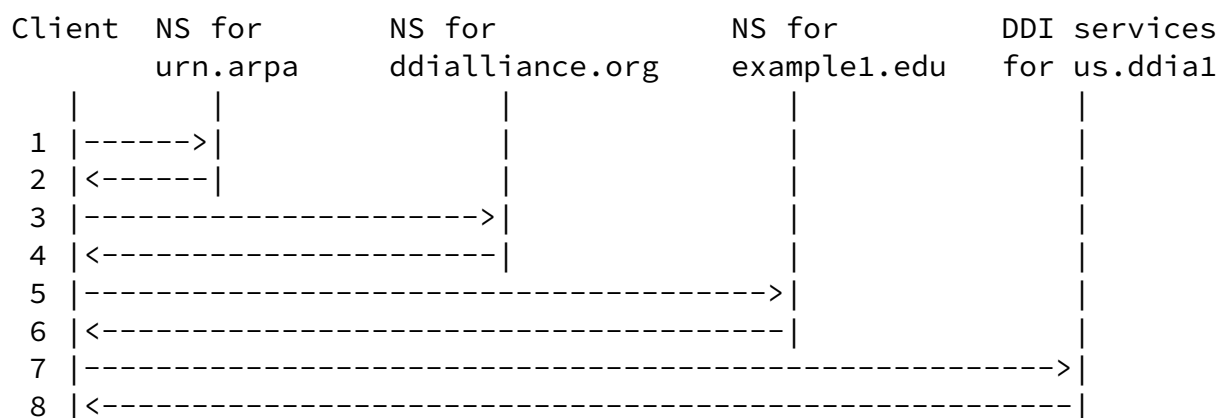 Client  NS for       NS for             NS for         DDI services
        urn.arpa     ddialliance.org    example1.edu   for us.ddia1
   |       |               |               |               |
 1 |------>|               |               |               |
 2 |<------|               |               |               |
 3 |---------------------->|               |               |
 4 |<----------------------|               |               |
 5 |-------------------------------------->|               |
 6 |<--------------------------------------|               |
 7 |------------------------------------------------------>|
 8 |<------------------------------------------------------|